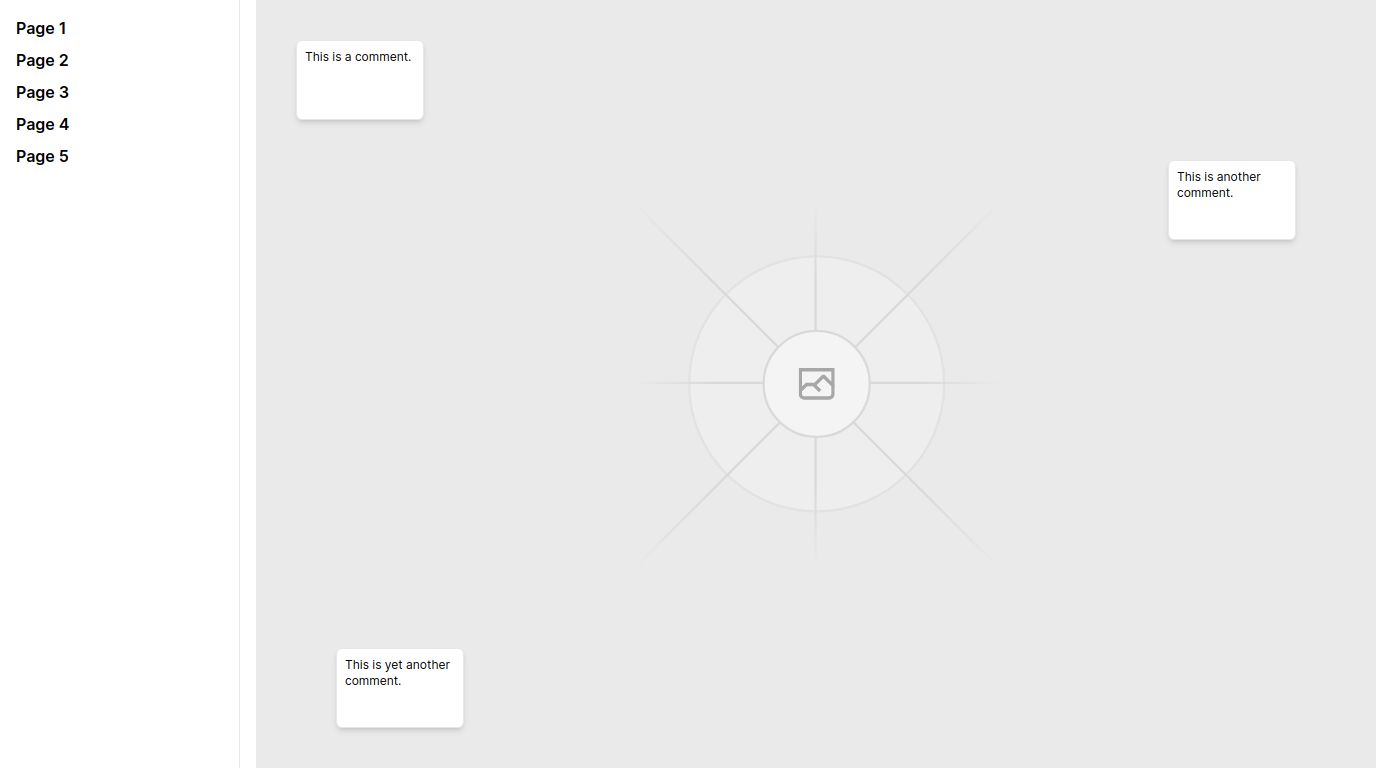 Page 1
Page 2
Page 3
Page 4
Page 5
This is a comment.
This is another
comment.
This is yet another
comment.